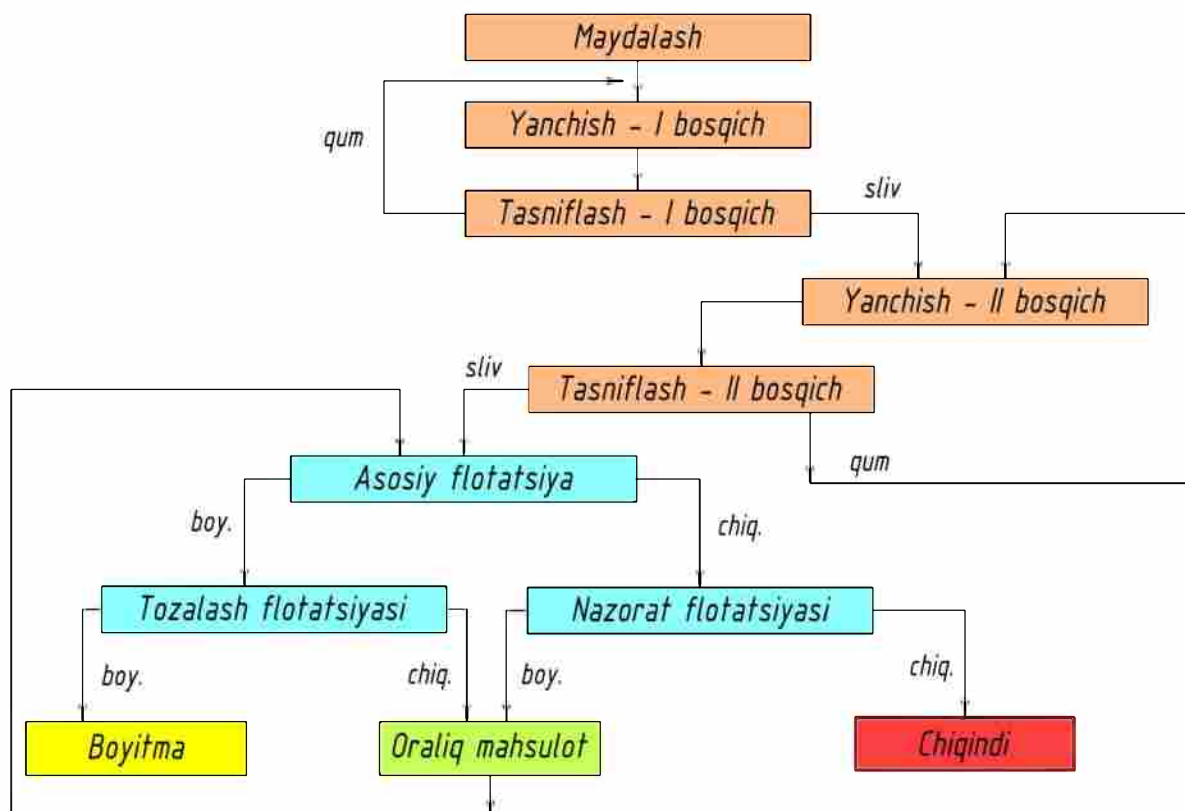 Maydalash
Yanchish - I bosqich
qum
Tasniflash - I bosqich
sliv
Yanchish - II bosqich
sliv
Tasniflash - II bosqich
qum
Asosiy flotatsiya
boy.
chiq.
Tozalash flotatsiyasi
Nazorat flotatsiyasi
boy.
chiq.
boy.
chiq.
Boyitma
Oraliq mahsulot
Chiqindi